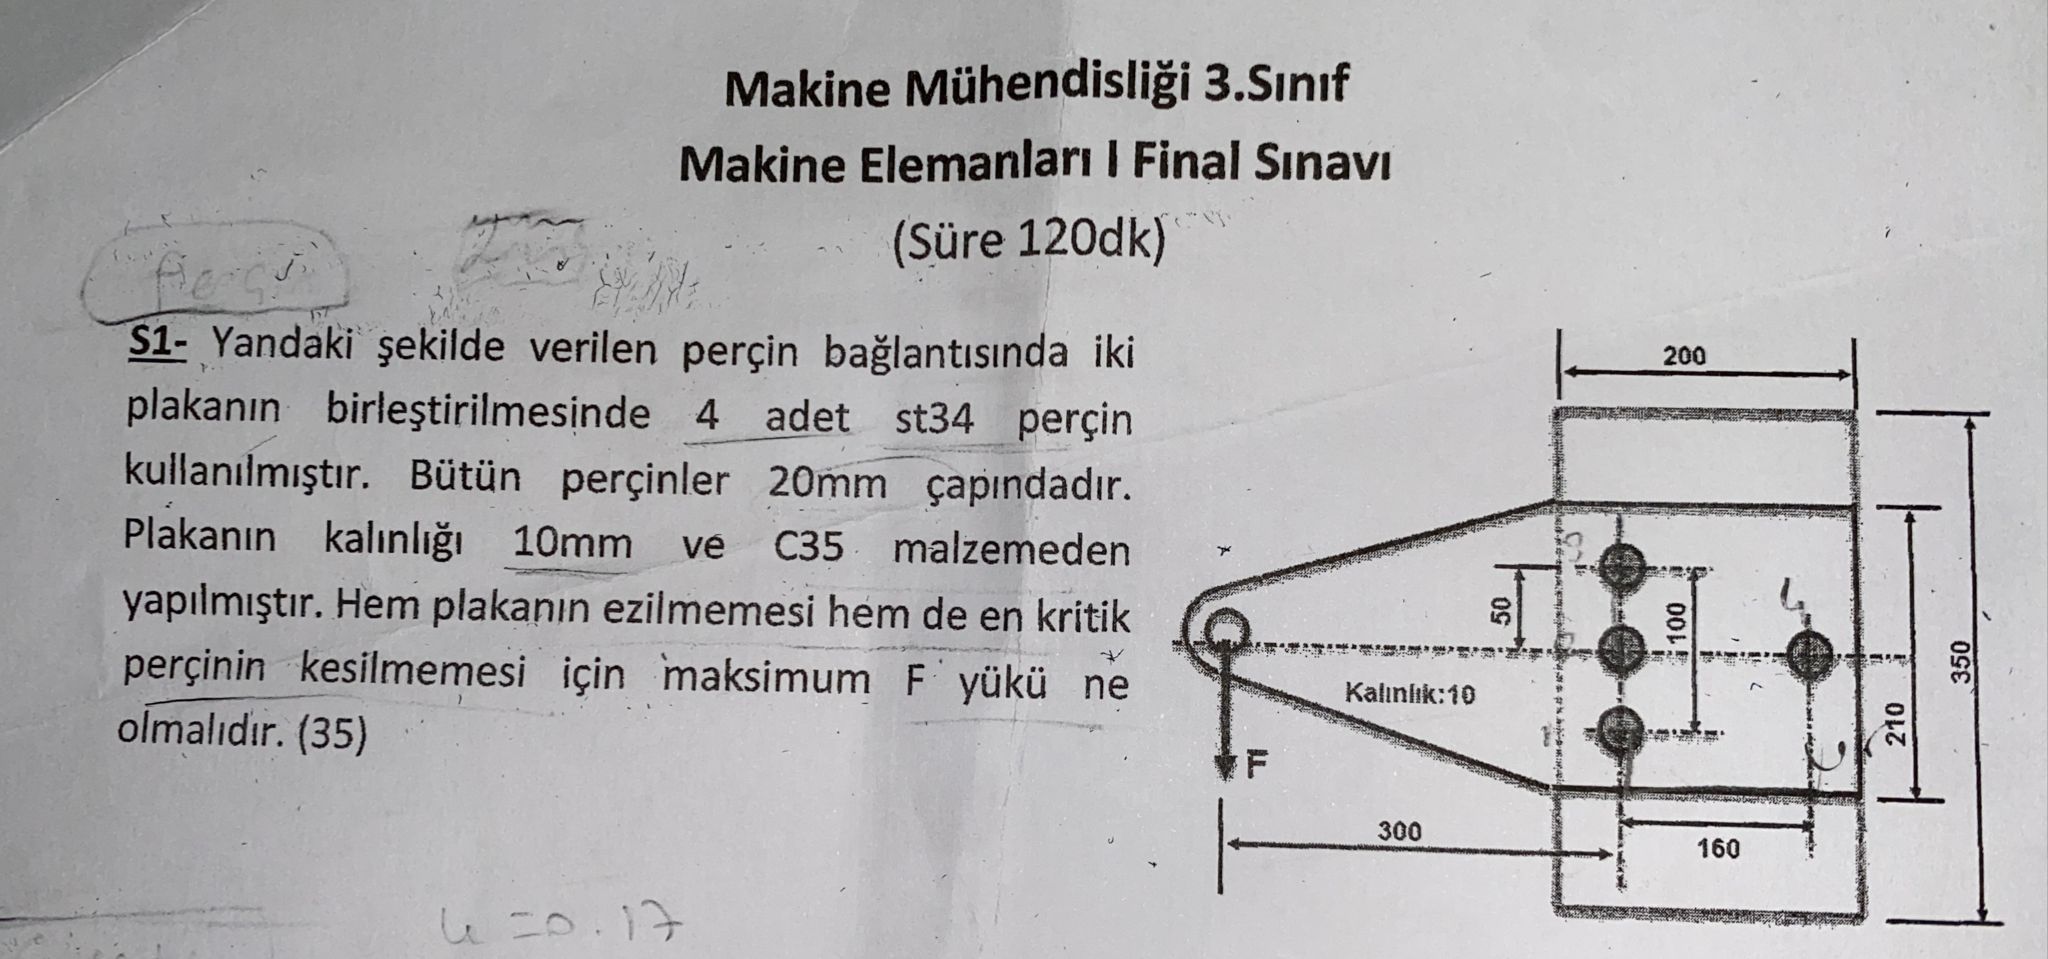 Makine Mühendisliği 3.Sınıf
Makine Elemanları I Final Sınavı
(Süre 120dk)
S1- Yandaki şekilde verilen perçin bağlantısında iki
plakanın birleştirilmesinde 4 adet st34 perçin
kullanılmıştır. Bütün perçinler 20mm çapındadır.
Plakanın kalınlığı 10mm ve C35 malzemeden
yapılmıştır. Hem plakanın ezilmemesi hem de en kritik
perçinin kesilmemesi için maksimum F yükü ne
olmalıdır. (35)
200
50
100
4
350
210
Kalınlık:10
F
300
160
=0.17